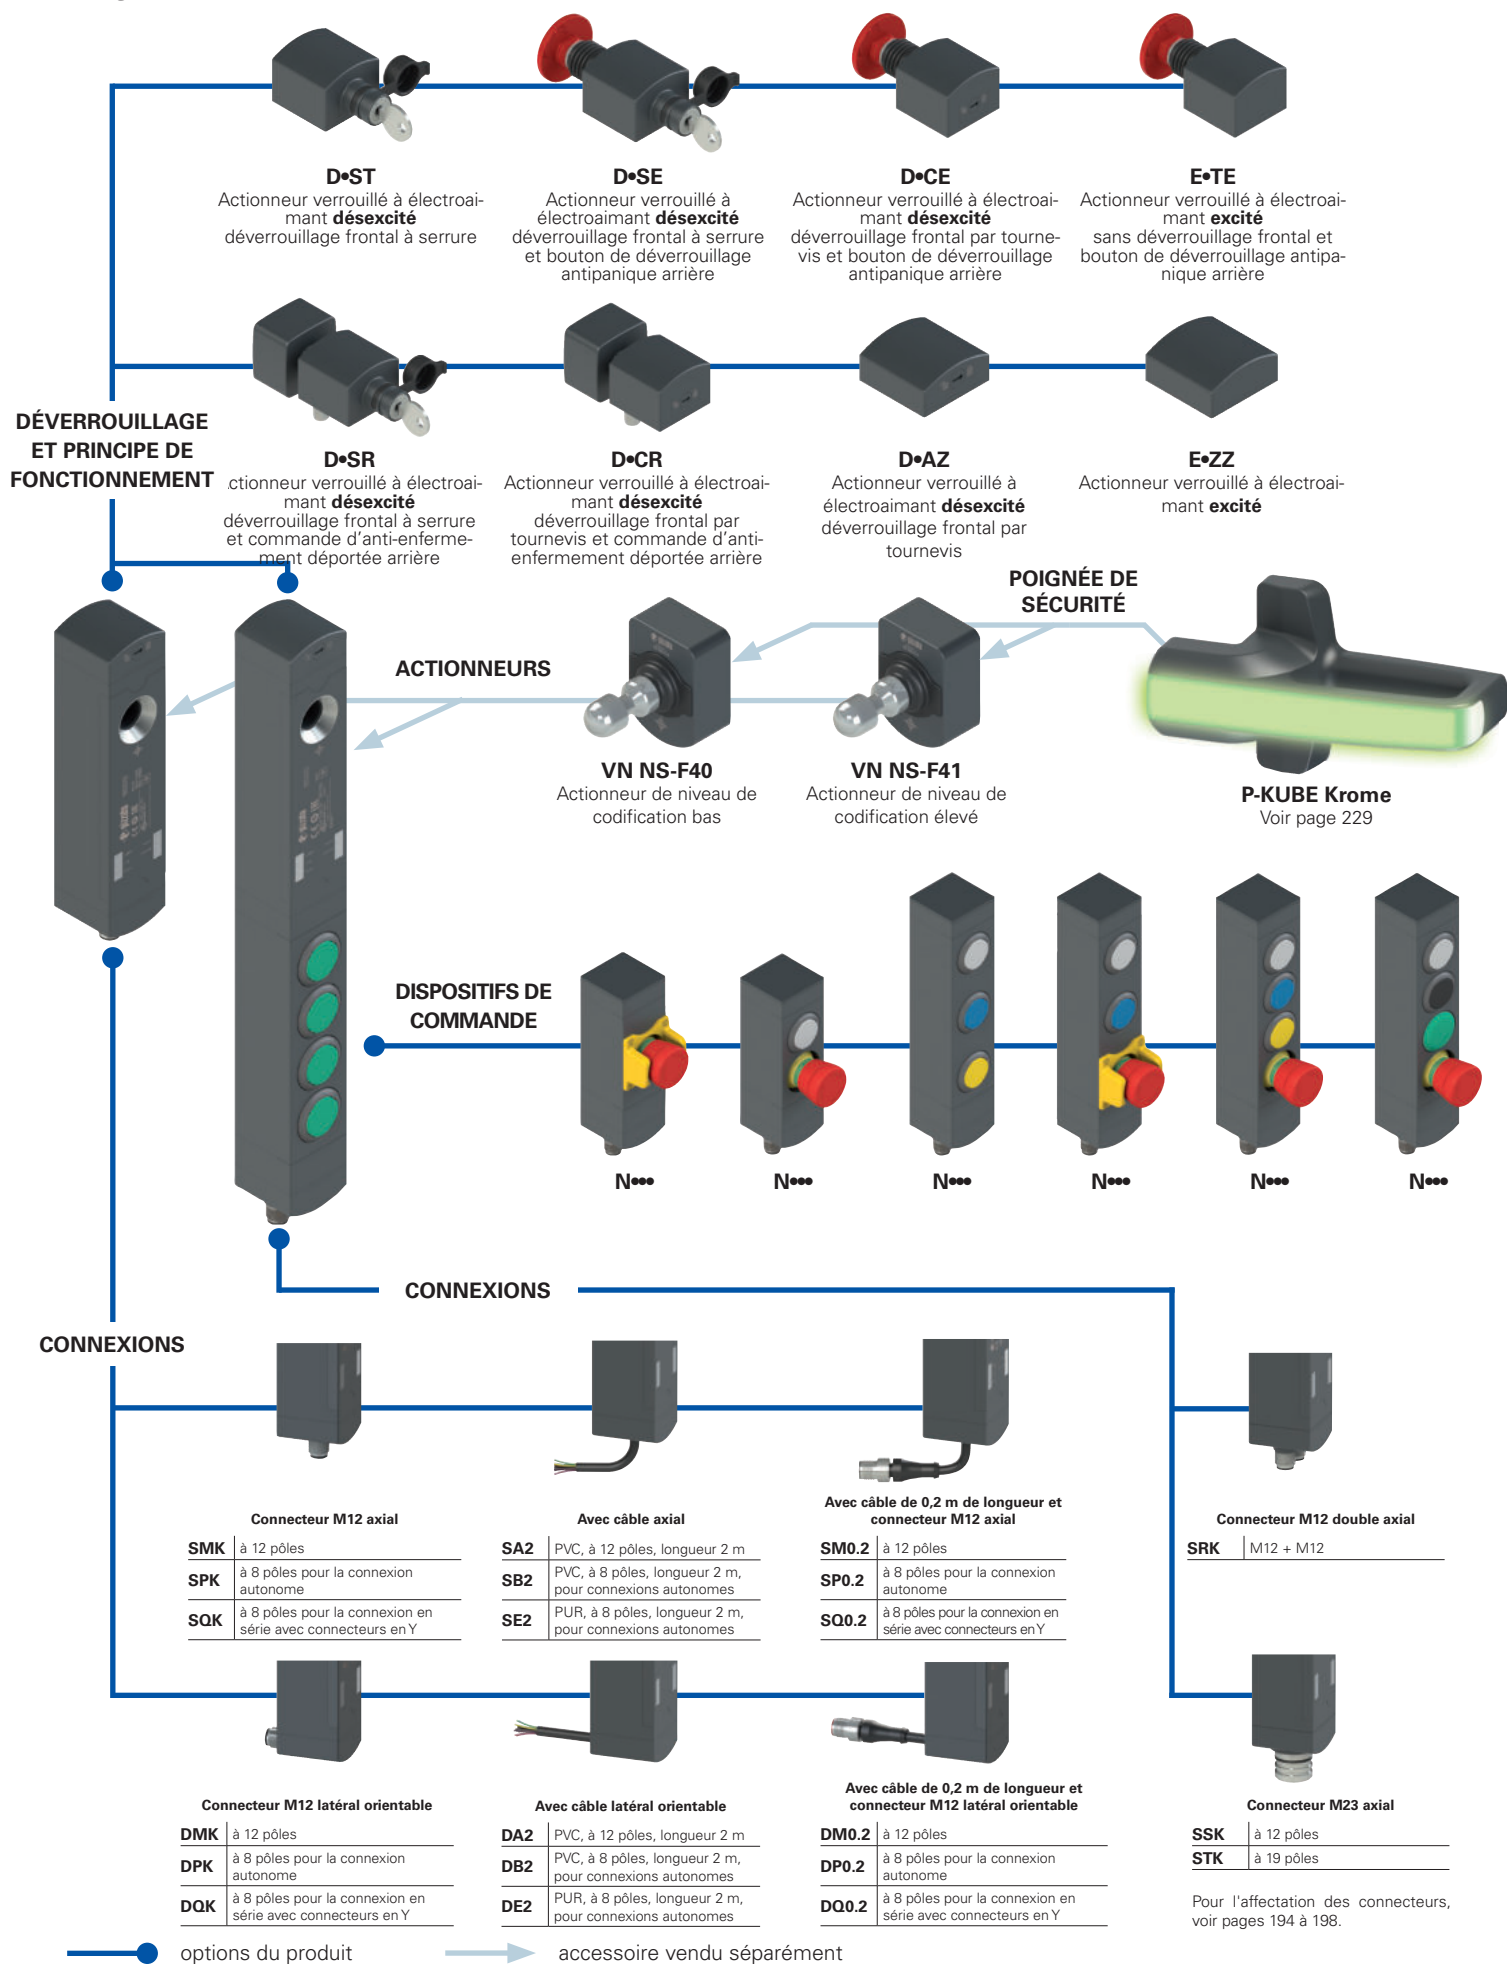 D•ST
Actionneur verrouillé à électroai-
mant désexcité
déverrouillage frontal à serrure
D•SE
Actionneur verrouillé à
électroaimant désexcité
déverrouillage frontal à serrure
et bouton de déverrouillage
antipanique arrière
D•CE
Actionneur verrouillé à électroai-
mant désexcité
déverrouillage frontal par tourne-
vis et bouton de déverrouillage
antipanique arrière
E•TE
Actionneur verrouillé à électroai-
mant excité
sans déverrouillage frontal et
bouton de déverrouillage antipa-
nique arrière
DÉVERROUILLAGE
ET PRINCIPE DE
FONCTIONNEMENT
D•SR
ctionneur verrouillé à électroai-
mant désexcité
déverrouillage frontal à serrure
et commande d'anti-enferme-
ment déportée arrière
D•CR
Actionneur verrouillé à électroai-
mant désexcité
déverrouillage frontal par
tournevis et commande d'anti-
enfermement déportée arrière
D•AZ
Actionneur verrouillé à
électroaimant désexcité
déverrouillage frontal par
tournevis
E•ZZ
Actionneur verrouillé à électroai-
mant excité
POIGNÉE DE
SÉCURITÉ
ACTIONNEURS
VN NS-F40
Actionneur de niveau de
codification bas
VN NS-F41
Actionneur de niveau de
codification élevé
P-KUBE Krome
Voir page 229
DISPOSITIFS DE
COMMANDE
N•••
N•••
N•••
N•••
N•••
N•••
CONNEXIONS
CONNEXIONS
Connecteur M12 axial
SMK à 12 pôles
SPK à 8 pôles pour la connexion
autonome
SQK à 8 pôles pour la connexion en
série avec connecteurs en Y
Avec câble axial
SA2 PVC, à 12 pôles, longueur 2 m
SB2 PVC, à 8 pôles, longueur 2 m,
pour connexions autonomes
SE2 PUR, à 8 pôles, longueur 2 m,
pour connexions autonomes
Avec câble de 0,2 m de longueur et
connecteur M12 axial
SM0.2 à 12 pôles
SP0.2 à 8 pôles pour la connexion
autonome
SQ0.2 à 8 pôles pour la connexion en
série avec connecteurs en Y
Connecteur M12 double axial
SRK M12 + M12
Connecteur M12 latéral orientable
DMK à 12 pôles
DPK à 8 pôles pour la connexion
autonome
DQK à 8 pôles pour la connexion en
série avec connecteurs en Y
Avec câble latéral orientable
DA2 PVC, à 12 pôles, longueur 2 m
DB2 PVC, à 8 pôles, longueur 2 m,
pour connexions autonomes
DE2 PUR, à 8 pôles, longueur 2 m,
pour connexions autonomes
Avec câble de 0,2 m de longueur et
connecteur M12 latéral orientable
DM0.2 à 12 pôles
DP0.2 à 8 pôles pour la connexion
autonome
DQ0.2 à 8 pôles pour la connexion en
série avec connecteurs en Y
Connecteur M23 axial
SSK à 12 pôles
STK à 19 pôles
Pour l'affectation des connecteurs,
voir pages 194 à 198.
options du produit
accessoire vendu séparément